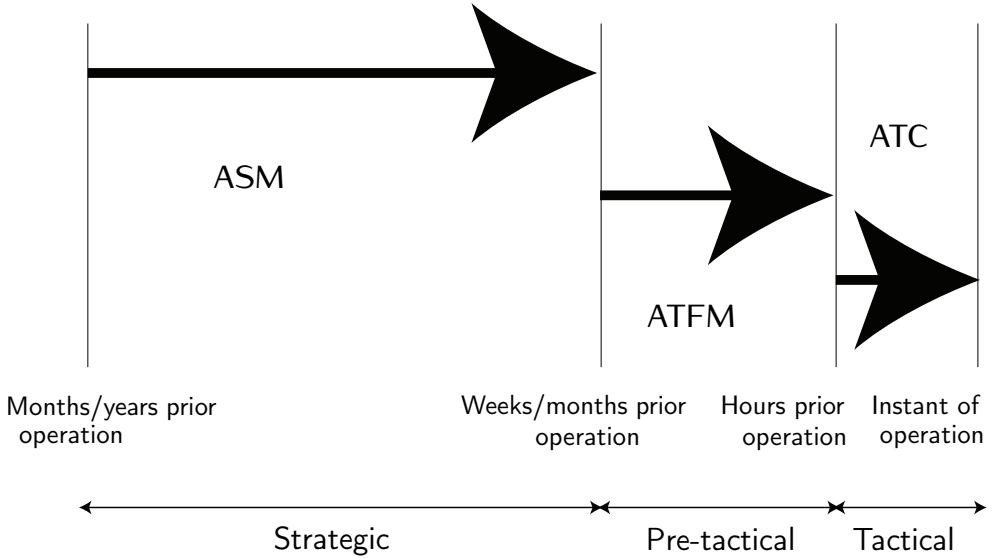 ATC
ASM
ATFM
Months/years prior
operation
Weeks/months prior
operation
Hours prior
operation
Instant of
operation
Strategic
Pre-tactical
Tactical